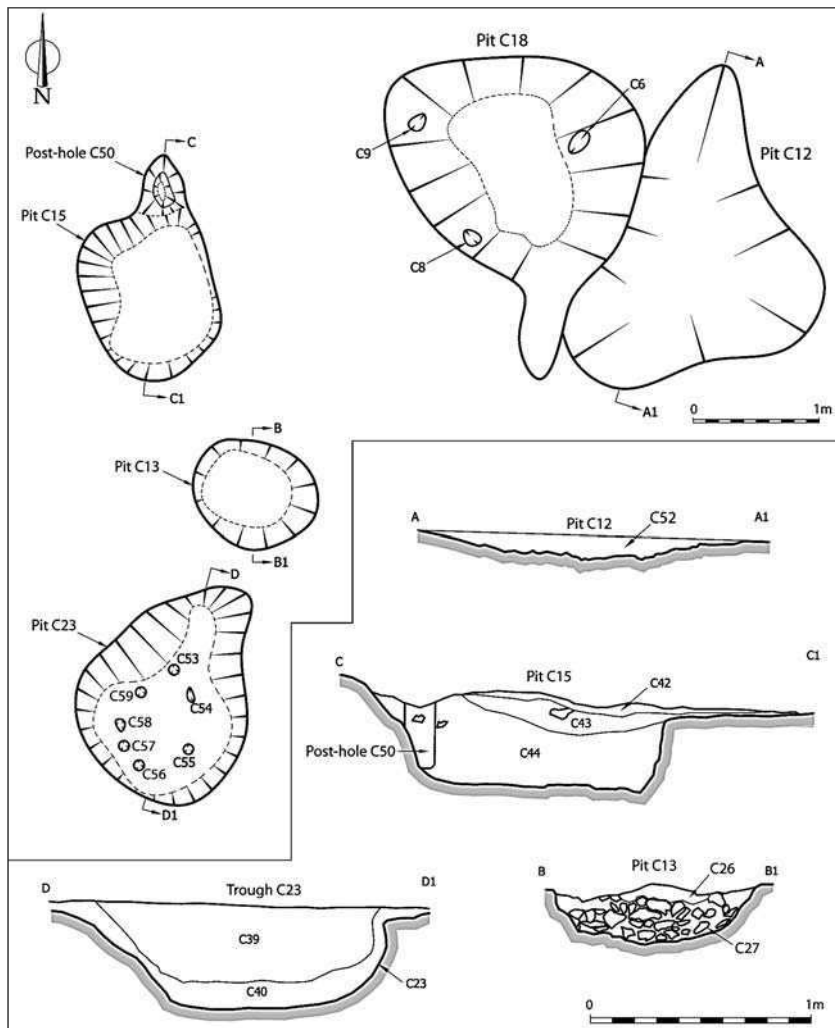 N
Pit C18
A
C6
C
Post-hole C50
C9
Pit C12
Pit C15
C8
C1
A1
0 1m
B
Pit C13
B1
D
A Pit C12 C52 A1
Pit C23
C53
C59
C54
C58
C57
C55
C56
D1
C Pit C15 C1
C42
C43
Post-hole C50
C44
D Trough C23 D1
C39
C40
C23
B Pit C13 C26 B1
C27
0 1m